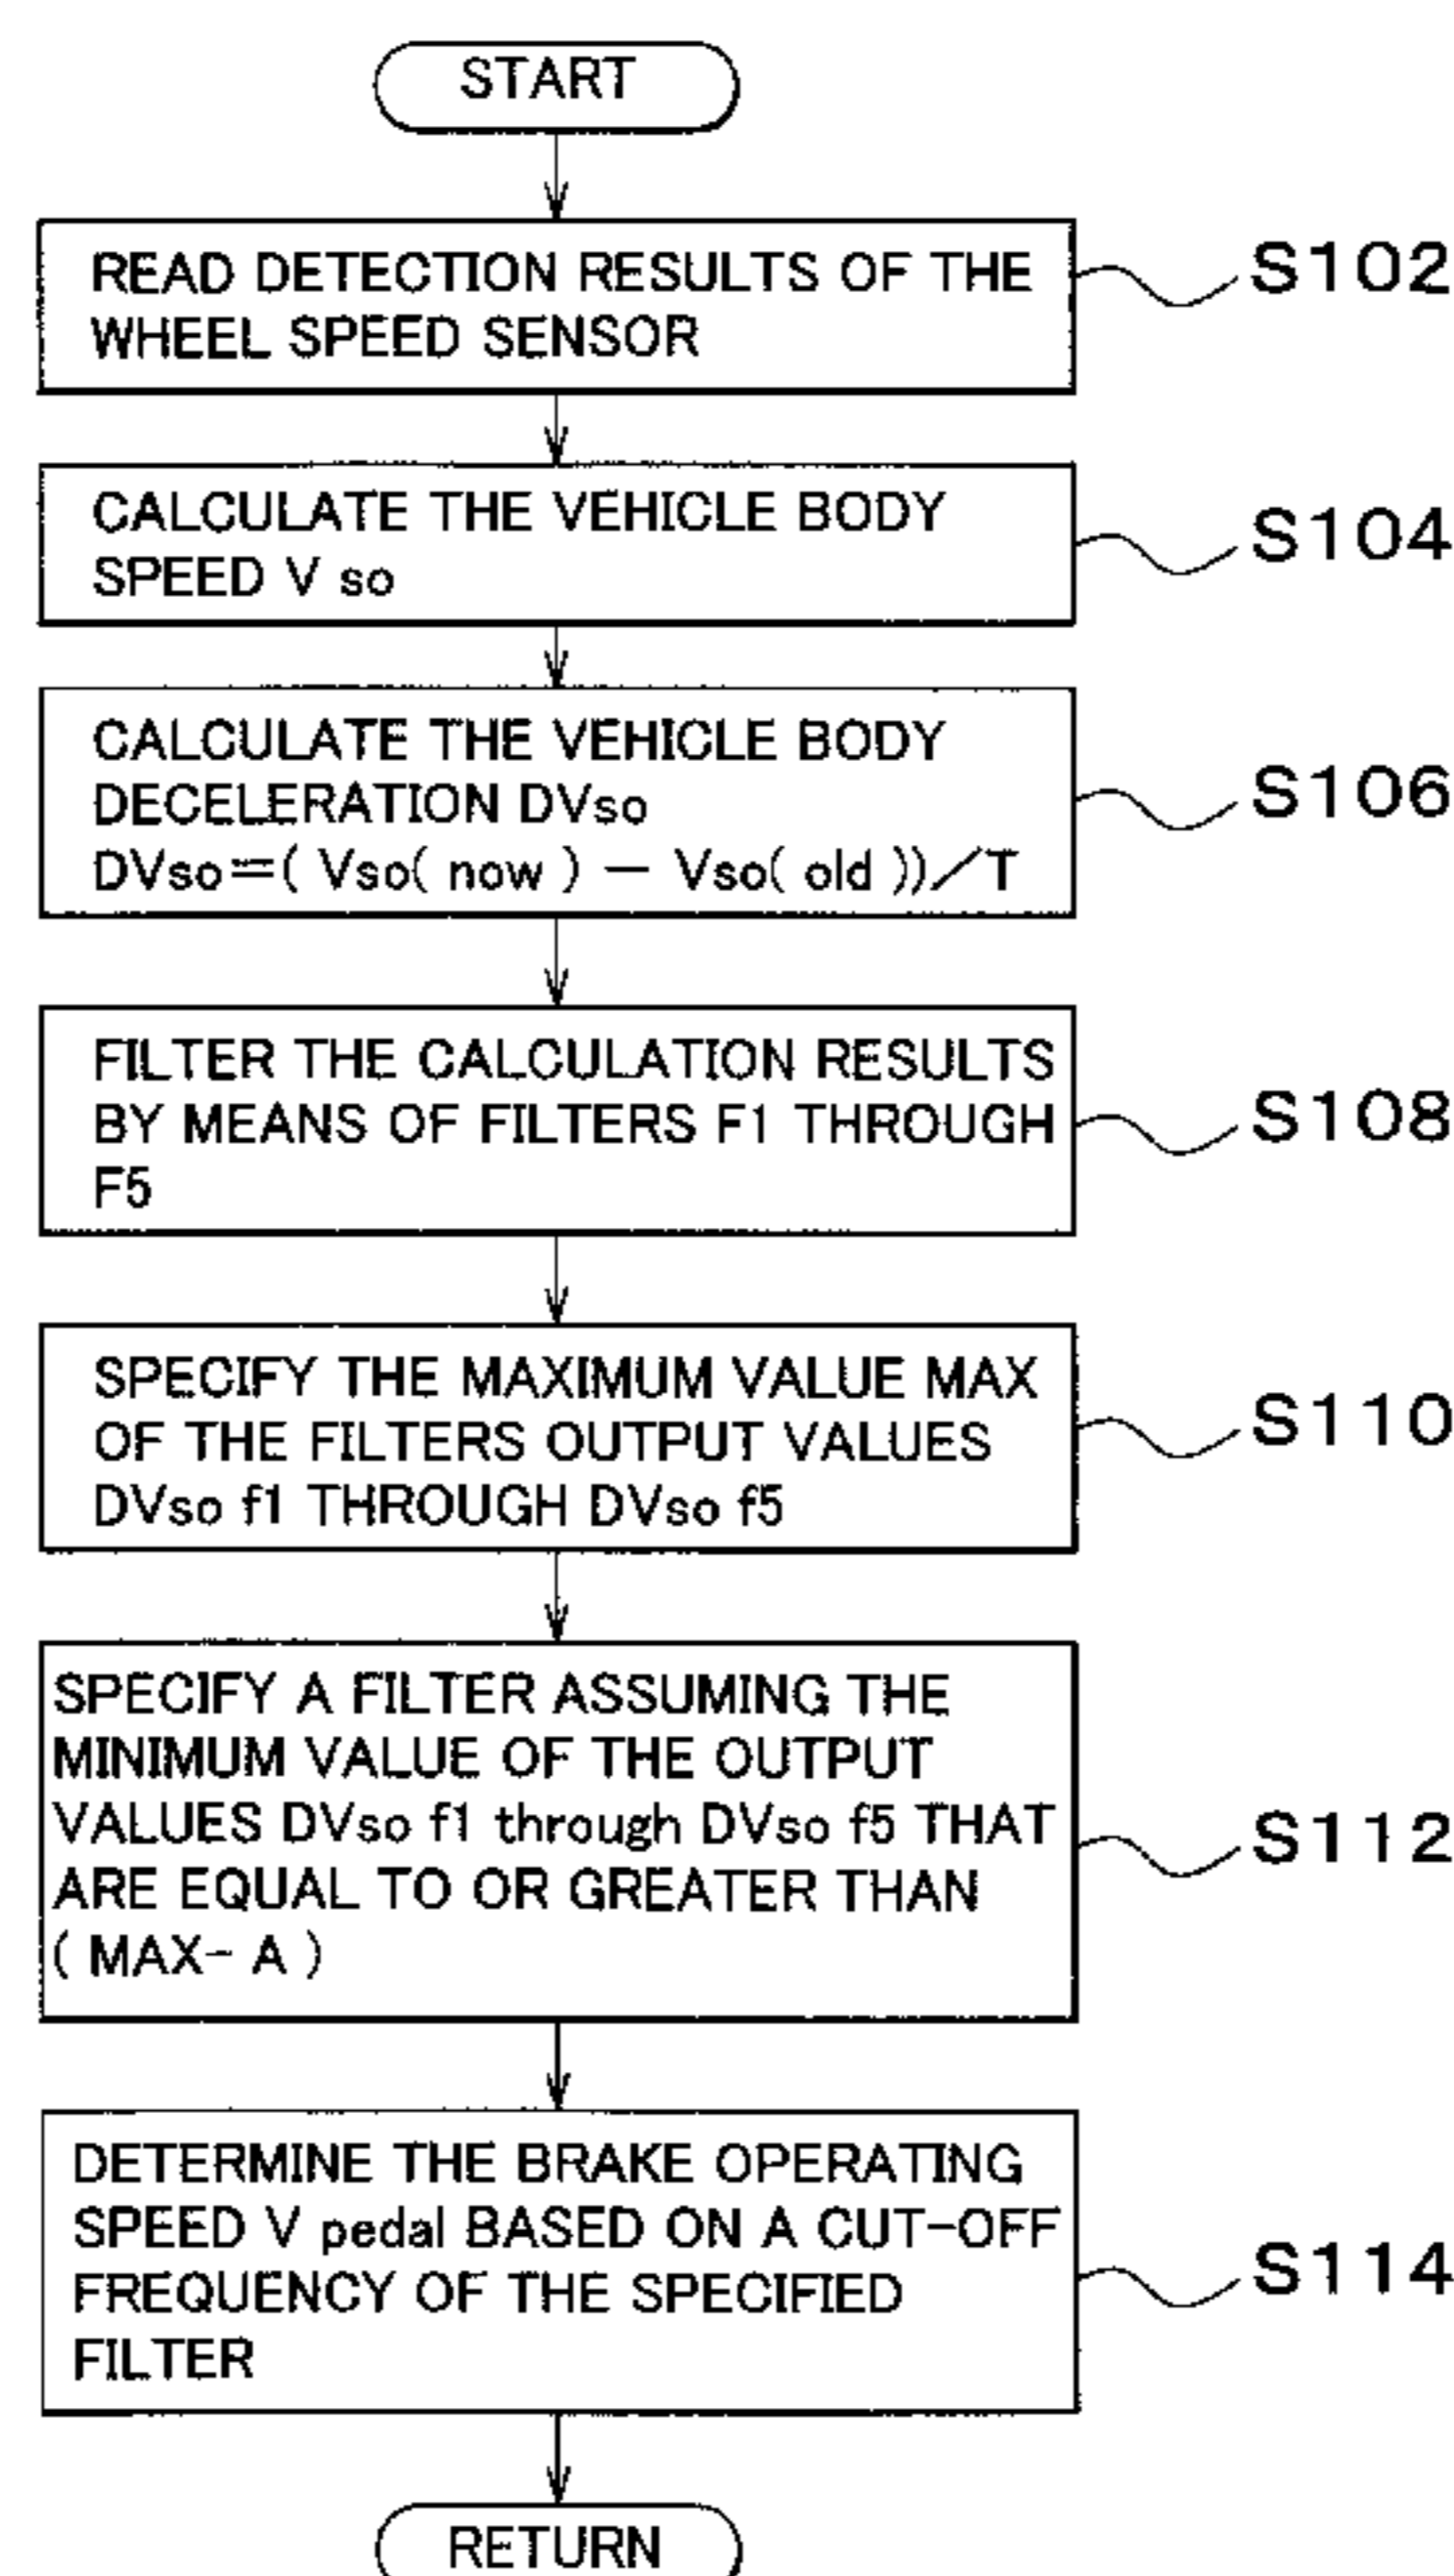 START
READ DETECTION RESULTS OF THE
WHEEL SPEED SENSOR
S102
CALCULATE THE VEHICLE BODY
SPEED V so
S104
CALCULATE THE VEHICLE BODY
DECELERATION DVso
DVso=( Vso( now ) − Vso( old ))/T
S106
FILTER THE CALCULATION RESULTS
BY MEANS OF FILTERS F1 THROUGH
F5
S108
SPECIFY THE MAXIMUM VALUE MAX
OF THE FILTERS OUTPUT VALUES
DVso f1 THROUGH DVso f5
S110
SPECIFY A FILTER ASSUMING THE
MINIMUM VALUE OF THE OUTPUT
VALUES DVso f1 through DVso f5 THAT
ARE EQUAL TO OR GREATER THAN
( MAX- A )
S112
DETERMINE THE BRAKE OPERATING
SPEED V pedal BASED ON A CUT-OFF
FREQUENCY OF THE SPECIFIED
FILTER
S114
RETURN